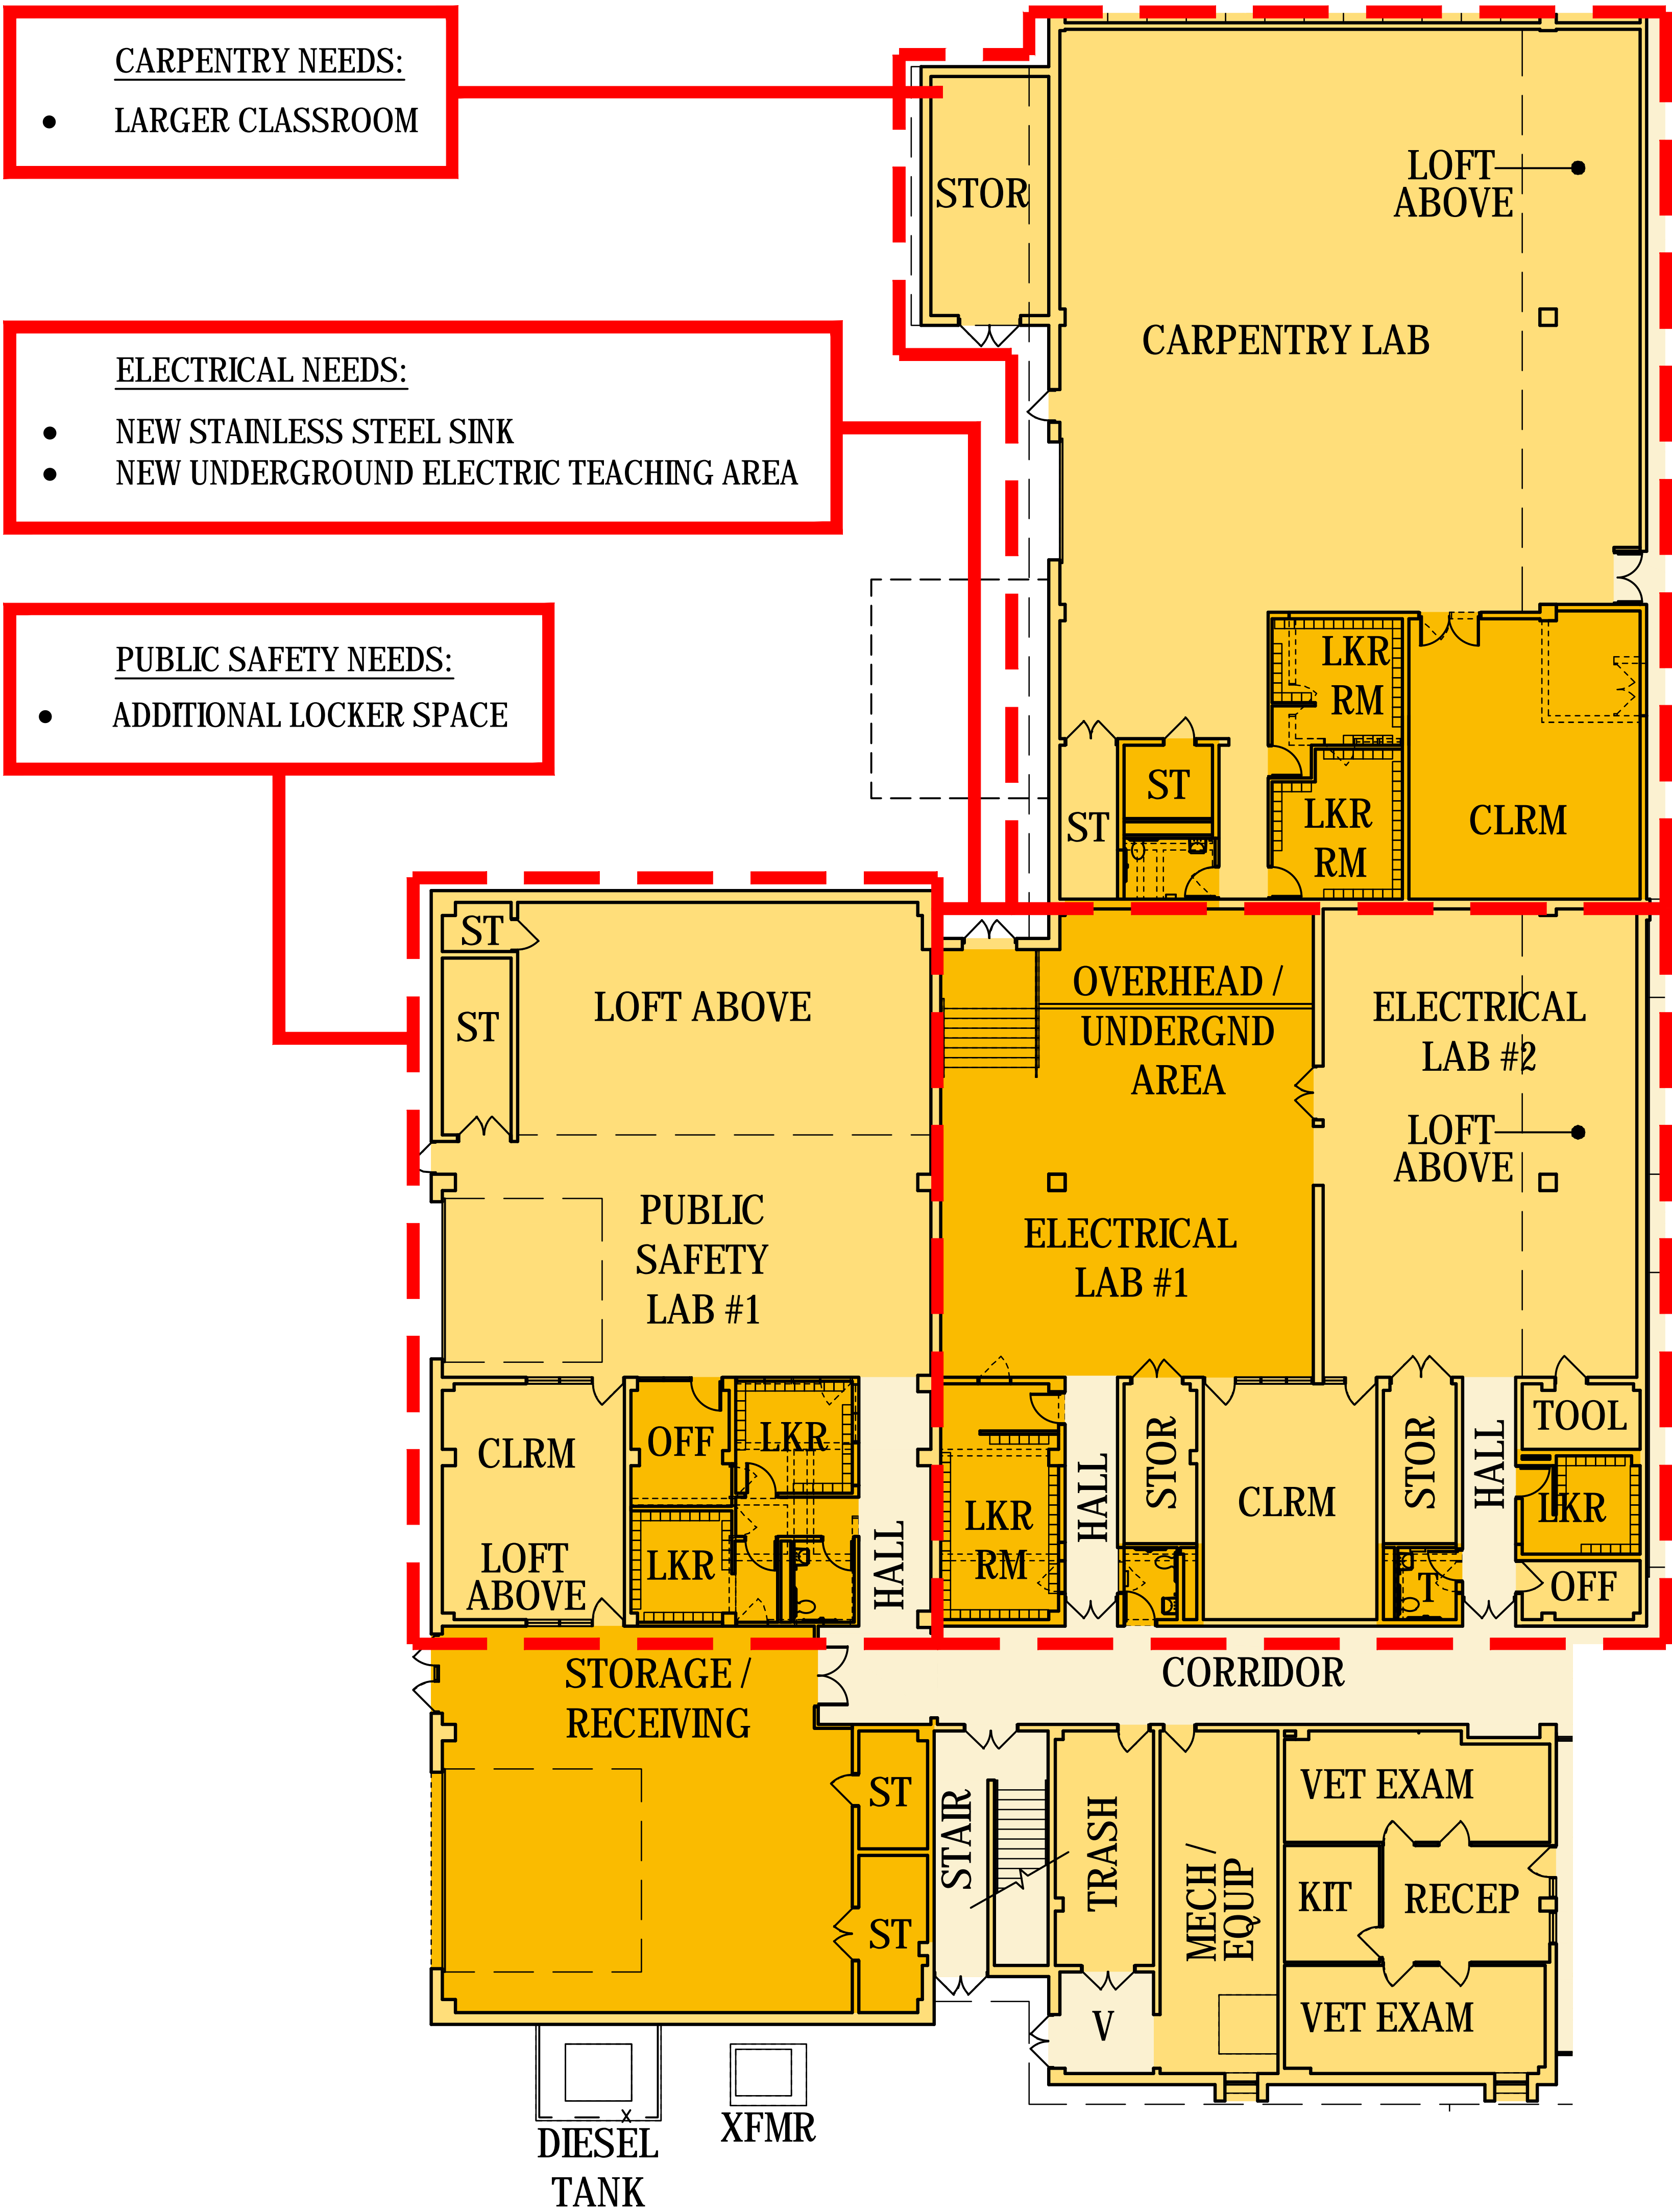 CARPENTRY NEEDS:
• LARGER CLASSROOM
ELECTRICAL NEEDS:
• NEW STAINLESS STEEL SINK
• NEW UNDERGROUND ELECTRIC TEACHING AREA
PUBLIC SAFETY NEEDS:
• ADDITIONAL LOCKER SPACE
STOR
LOFT
ABOVE
CARPENTRY LAB
LKR
RM
ST
ST
LKR
RM
CLRM
ST
ST
LOFT ABOVE
OVERHEAD /
UNDERGND
AREA
ELECTRICAL
LAB #2
LOFT
ABOVE
PUBLIC
SAFETY
LAB #1
ELECTRICAL
LAB #1
CLRM
LOFT
ABOVE
OFF
LKR
LKR
HALL
LKR
RM
HALL
STOR
CLRM
STOR
T
HALL
TOOL
LKR
OFF
STORAGE /
RECEIVING
CORRIDOR
ST
ST
STAIR
TRASH
V
MECH /
EQUIP
VET EXAM
KIT
RECEP
VET EXAM
DIESEL
TANK
XFMR